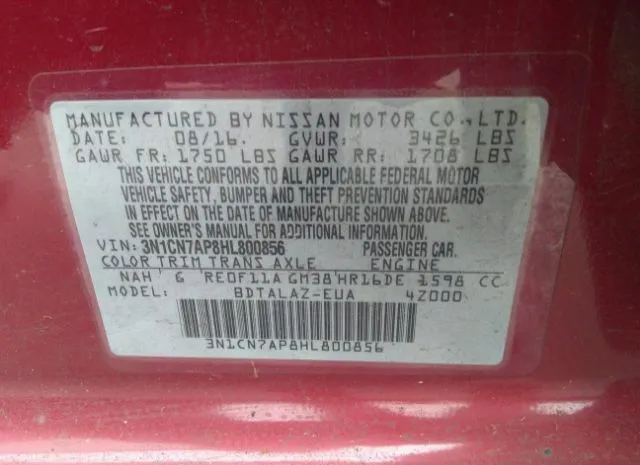 MANUFACTURED BY NISSAN MOTOR CO.,LTD.
DATE: 08/16. GVWR: 3426 LBS
GAWR FR: 1750 LBS GAWR RR: 1708 LBS
THIS VEHICLE CONFORMS TO ALL APPLICABLE FEDERAL MOTOR
VEHICLE SAFETY, BUMPER AND THEFT PREVENTION STANDARDS
IN EFFECT ON THE DATE OF MANUFACTURE SHOWN ABOVE.
SEE OWNER'S MANUAL FOR ADDITIONAL INFORMATION.
VIN: 3N1CN7AP8HL800856 PASSENGER CAR.
COLOR TRIM TRANS AXLE ENGINE
NAH G RE0F11A GM38 HR16DE 1598 CC
MODEL: BDTALAZ-EUA 4Z000
3N1CN7AP8HL800856